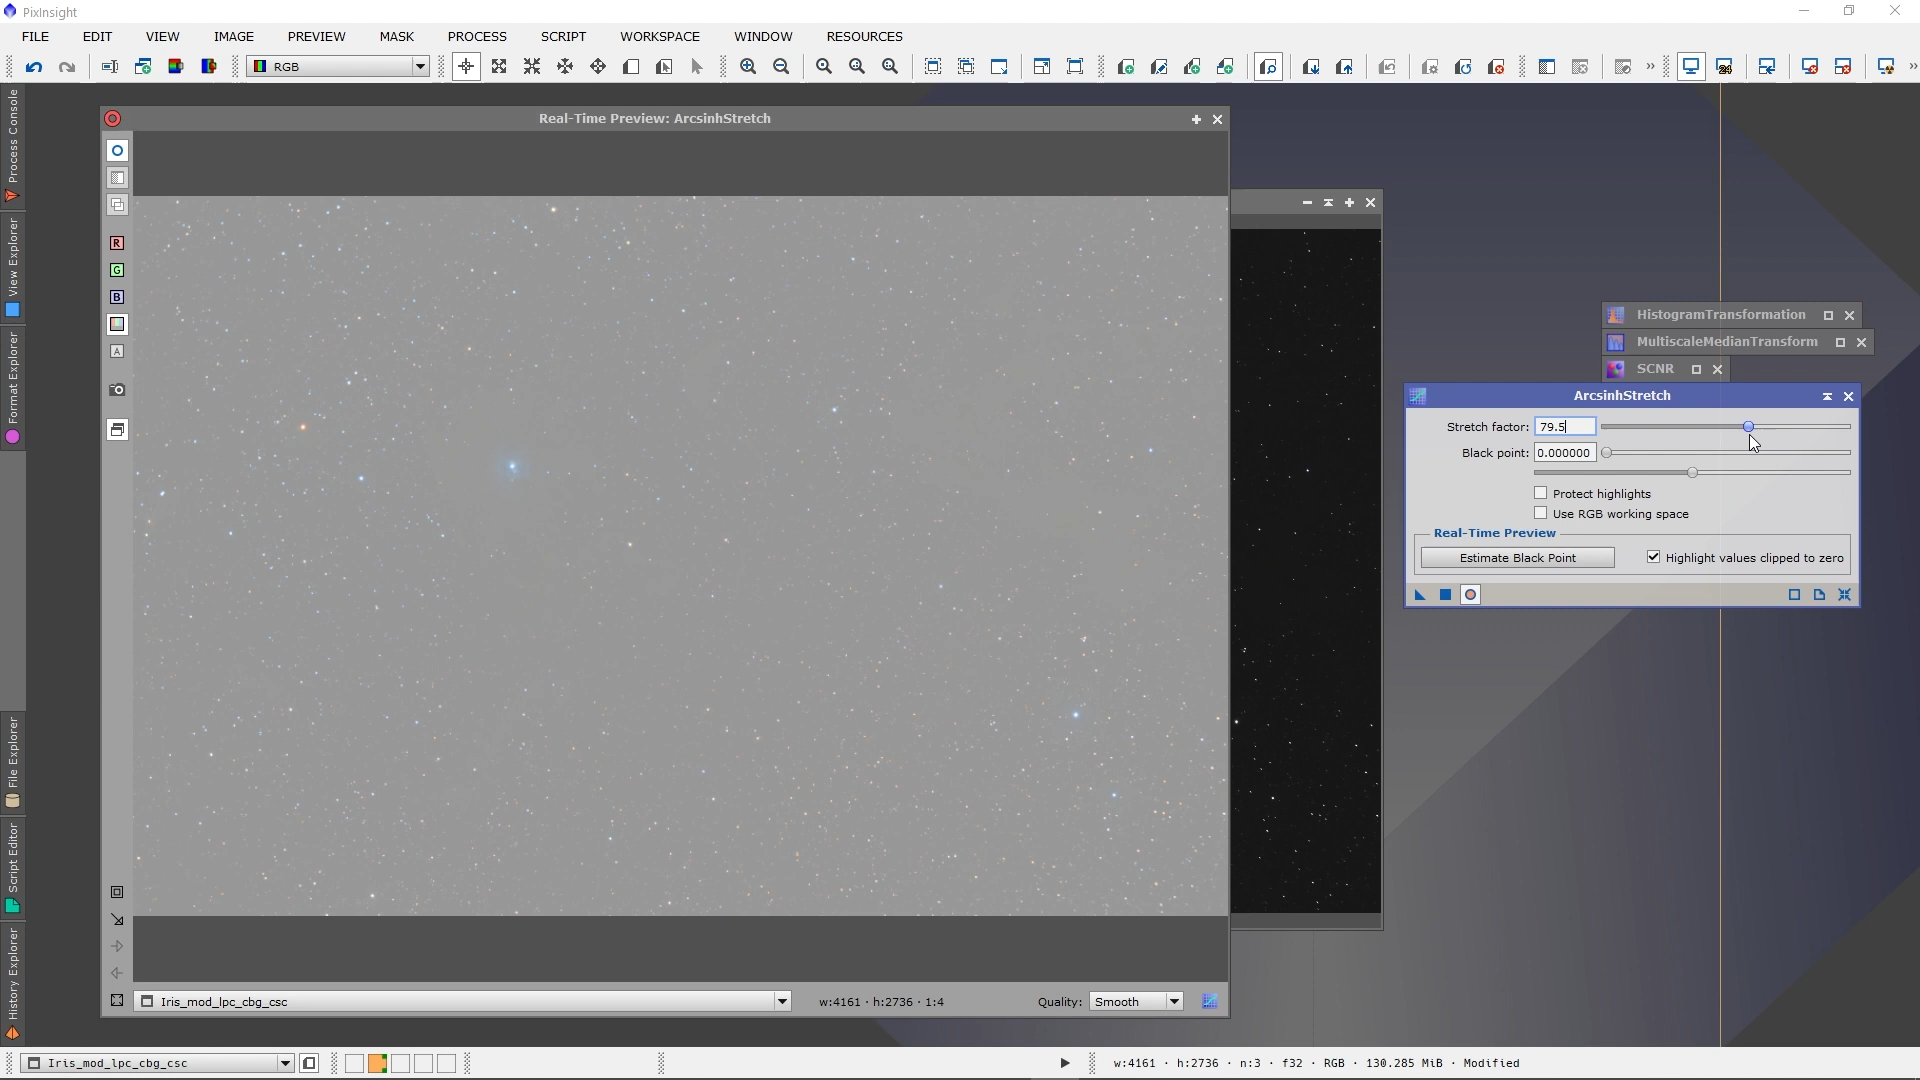 PixInsight
FILE EDIT VIEW IMAGE PREVIEW MASK PROCESS SCRIPT WORKSPACE WINDOW RESOURCES
RGB
24
Process Console
View Explorer
Format Explorer
File Explorer
Script Editor
History Explorer
Real-Time Preview: ArcsinhStretch
R
G
B
A
HistogramTransformation
MultiscaleMedianTransform
SCNR
ArcsinhStretch
Stretch factor: 79.5
Black point: 0.000000
Protect highlights
Use RGB working space
Real-Time Preview
Estimate Black Point
Highlight values clipped to zero
Iris_mod_lpc_cbg_csc
w:4161 · h:2736 · 1:4
Quality: Smooth
Iris_mod_lpc_cbg_csc
w:4161 · h:2736 · n:3 · f32 · RGB · 130.285 MiB · Modified